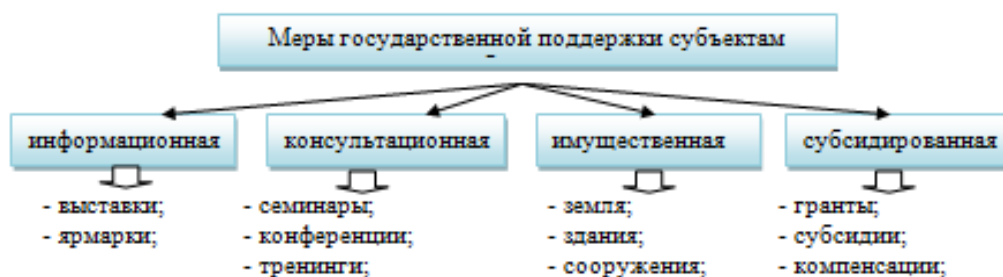 Меры государственной поддержки субъектам
информационная
консультационная
имущественная
субсидированная
- выставки;
- ярмарки;
- семинары;
- конференции;
- тренинги;
- земля;
- здания;
- сооружения;
- гранты;
- субсидии;
- компенсации;